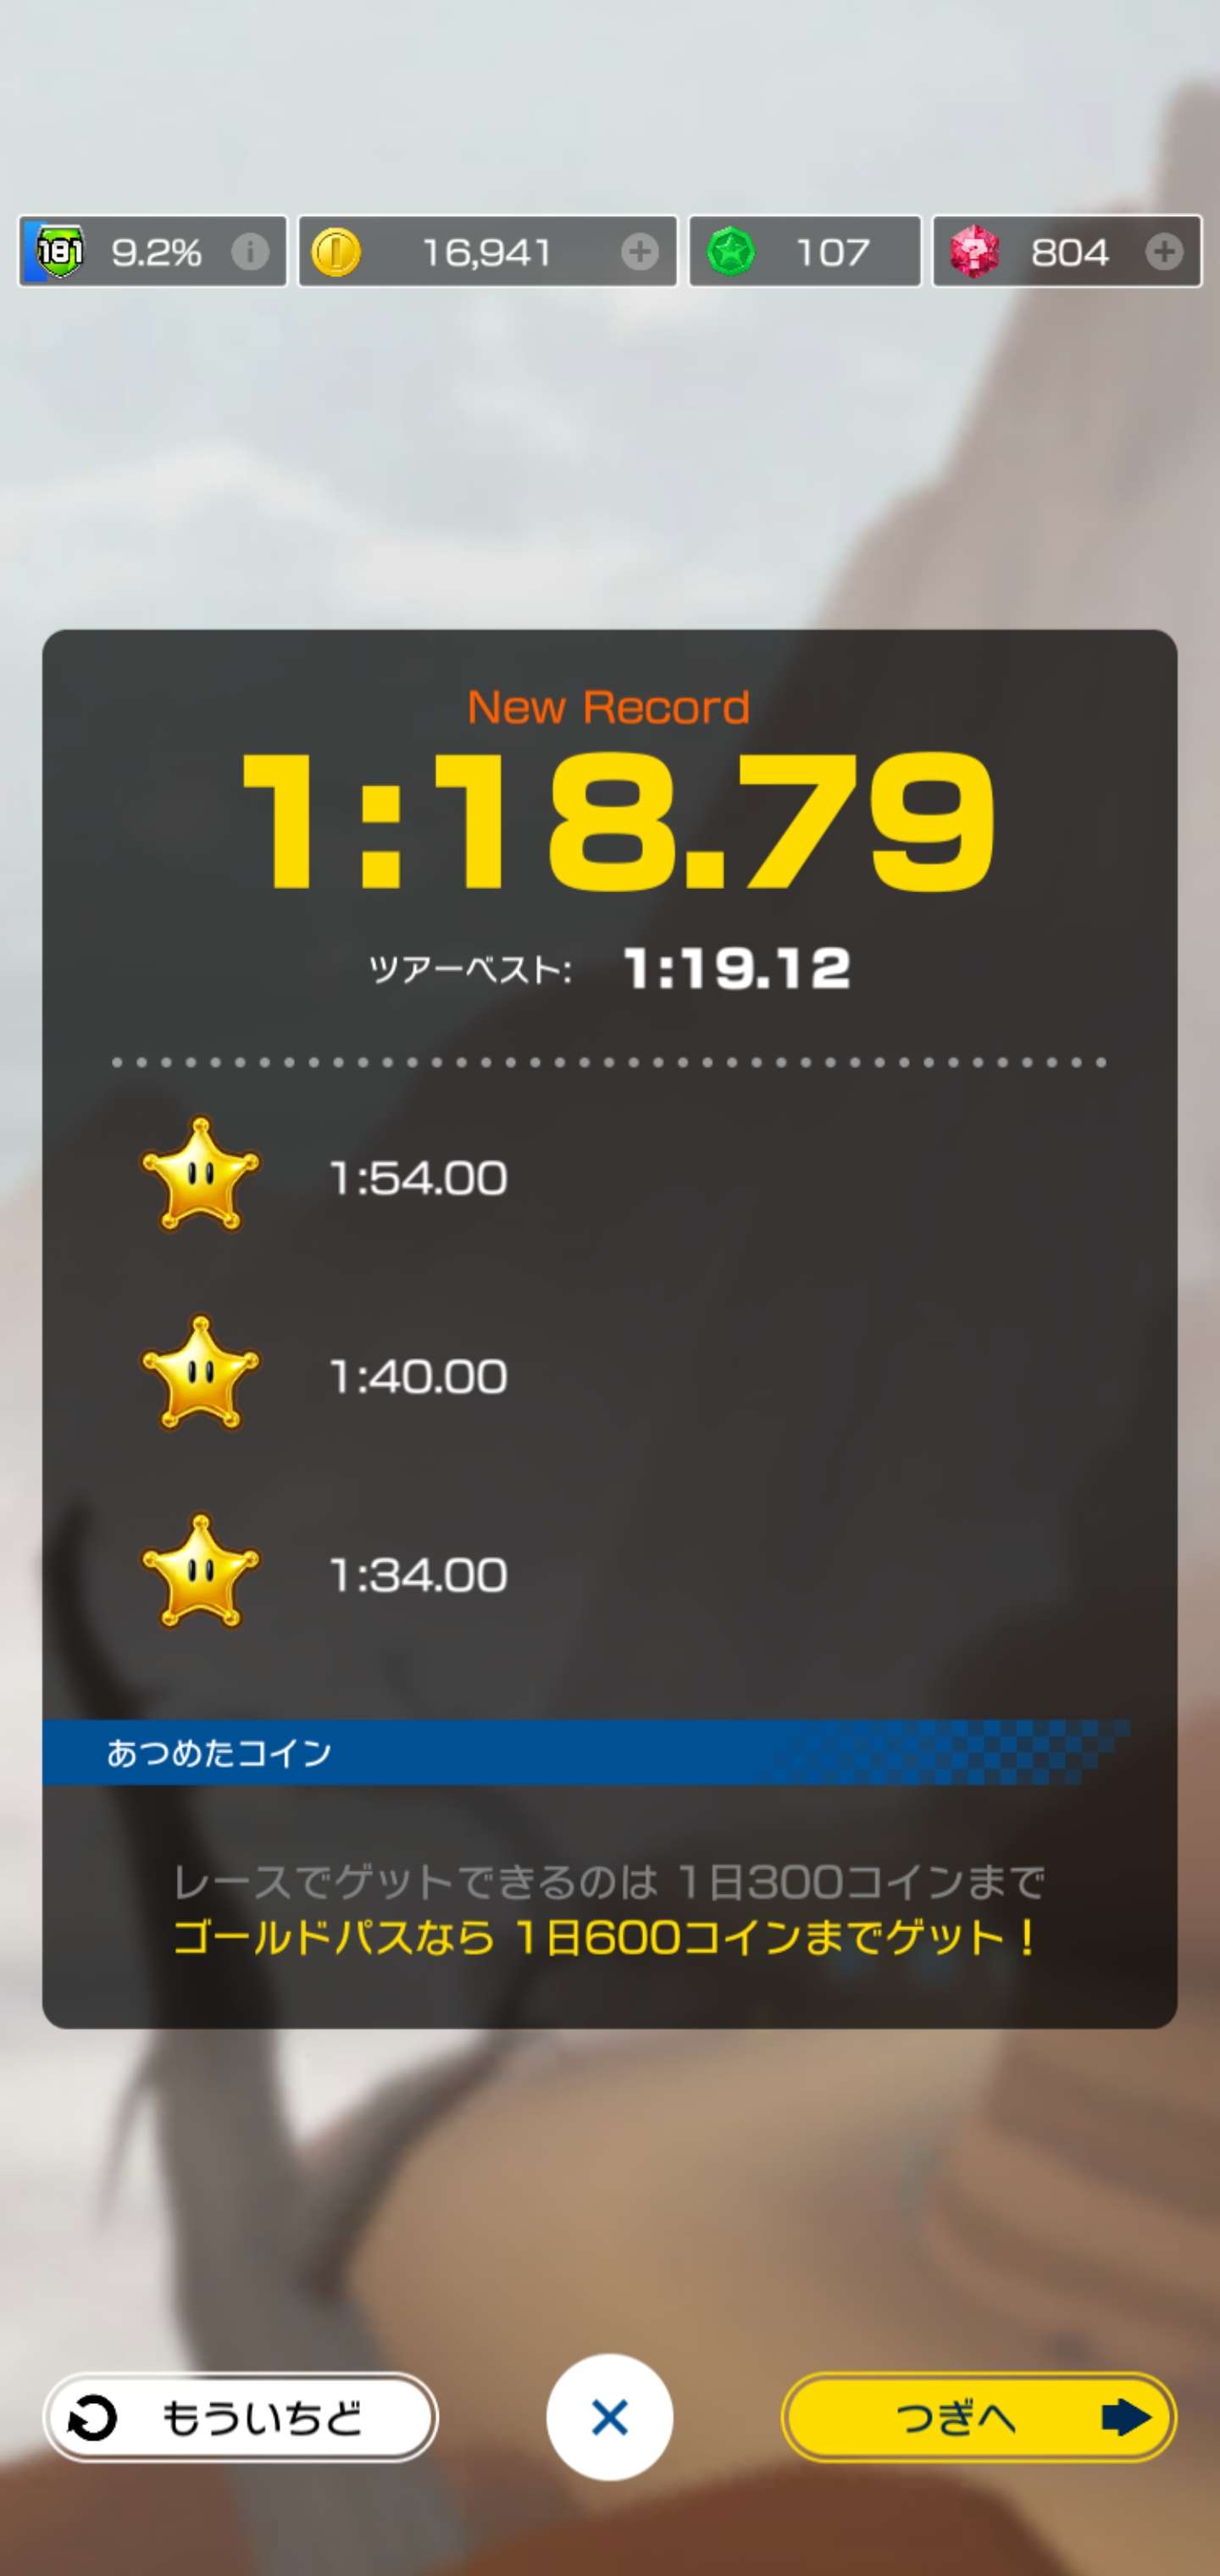 181 9.2% 16,941 107 804
New Record
1:18.79
ツアーベスト: 1:19.12
1:54.00
1:40.00
1:34.00
あつめたコイン
レースでゲットできるのは 1日300コインまで
ゴールドパスなら 1日600コインまでゲット！
もういちど つぎへ